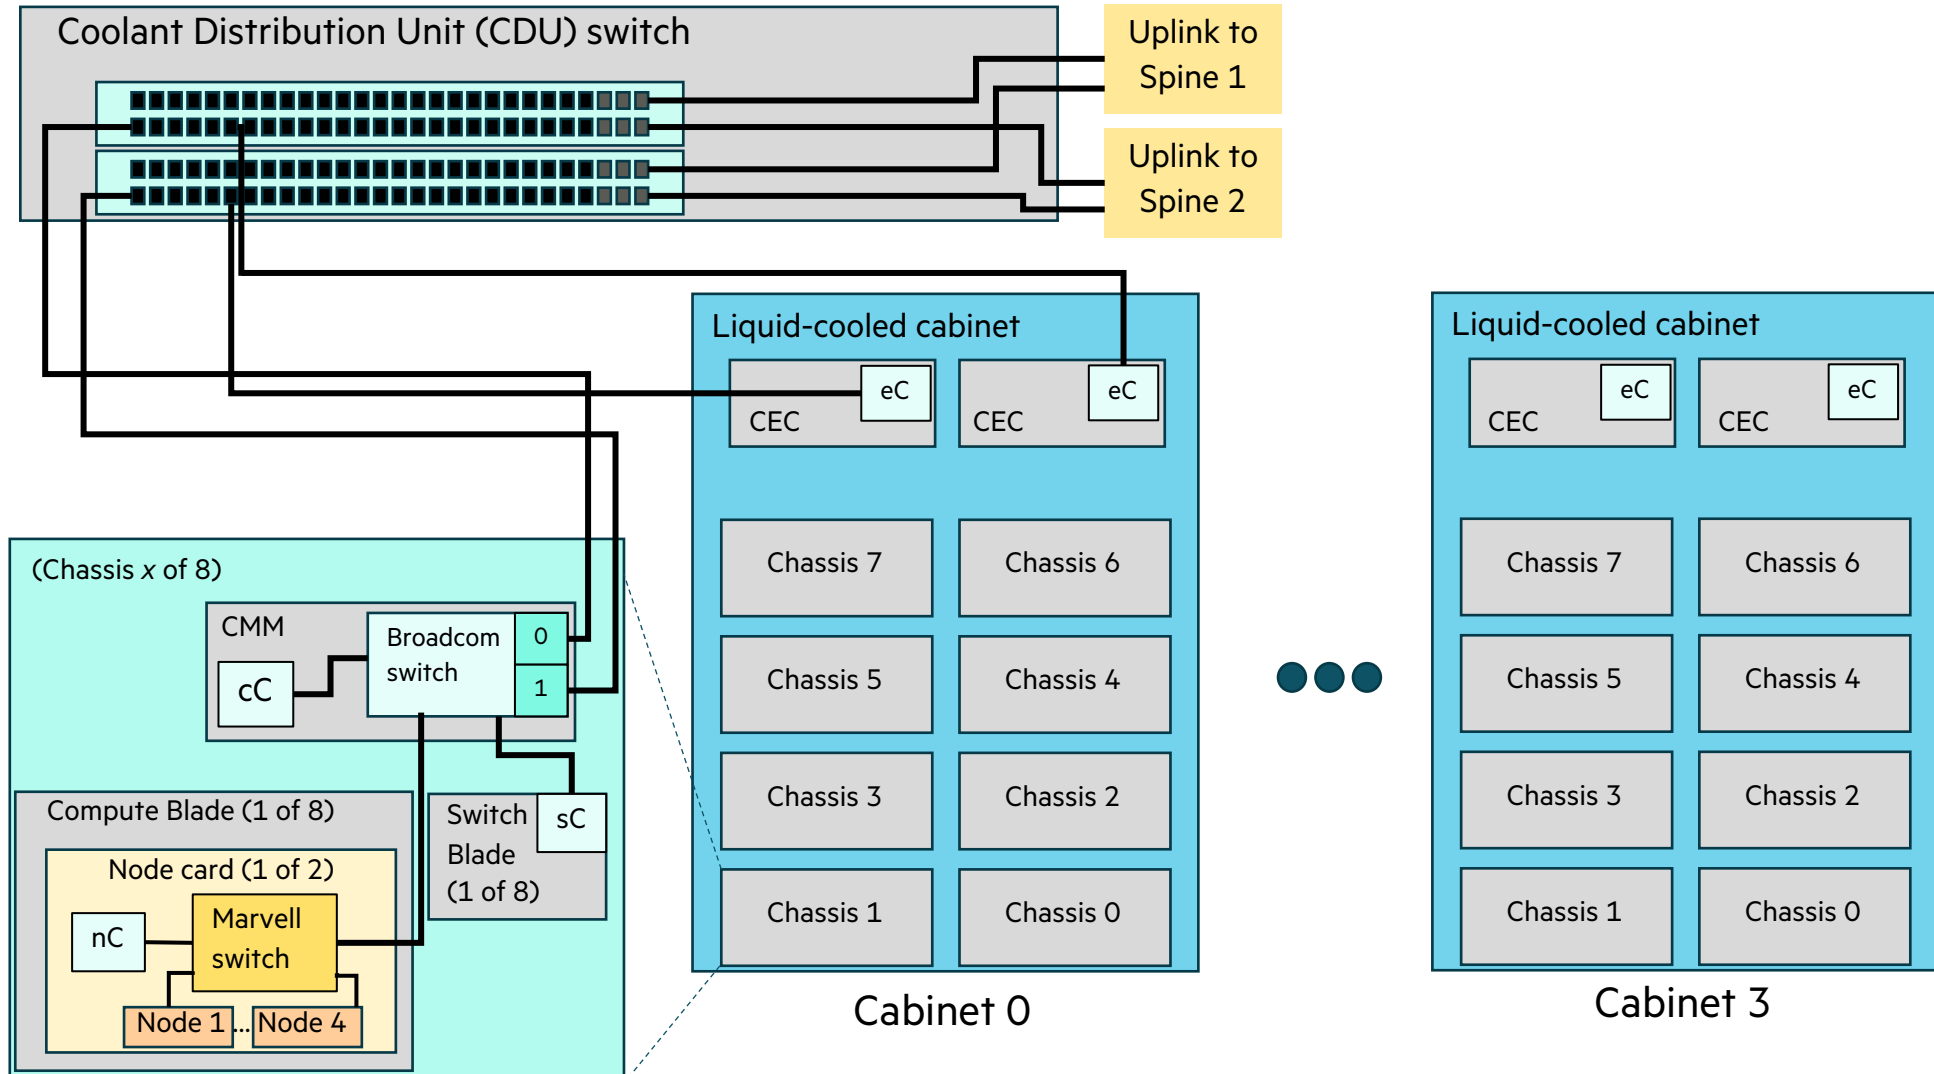 Coolant Distribution Unit (CDU) switch
Uplink to
Spine 1
Uplink to
Spine 2
Liquid-cooled cabinet
eC
CEC
eC
CEC
Chassis 7
Chassis 6
Chassis 5
Chassis 4
Chassis 3
Chassis 2
Chassis 1
Chassis 0
Cabinet 0
Liquid-cooled cabinet
eC
CEC
eC
CEC
Chassis 7
Chassis 6
Chassis 5
Chassis 4
Chassis 3
Chassis 2
Chassis 1
Chassis 0
Cabinet 3
(Chassis x of 8)
CMM
cC
Broadcom
switch
0
1
Compute Blade (1 of 8)
Node card (1 of 2)
nC
Marvell
switch
Node 1 ... Node 4
Switch
Blade
(1 of 8)
sC